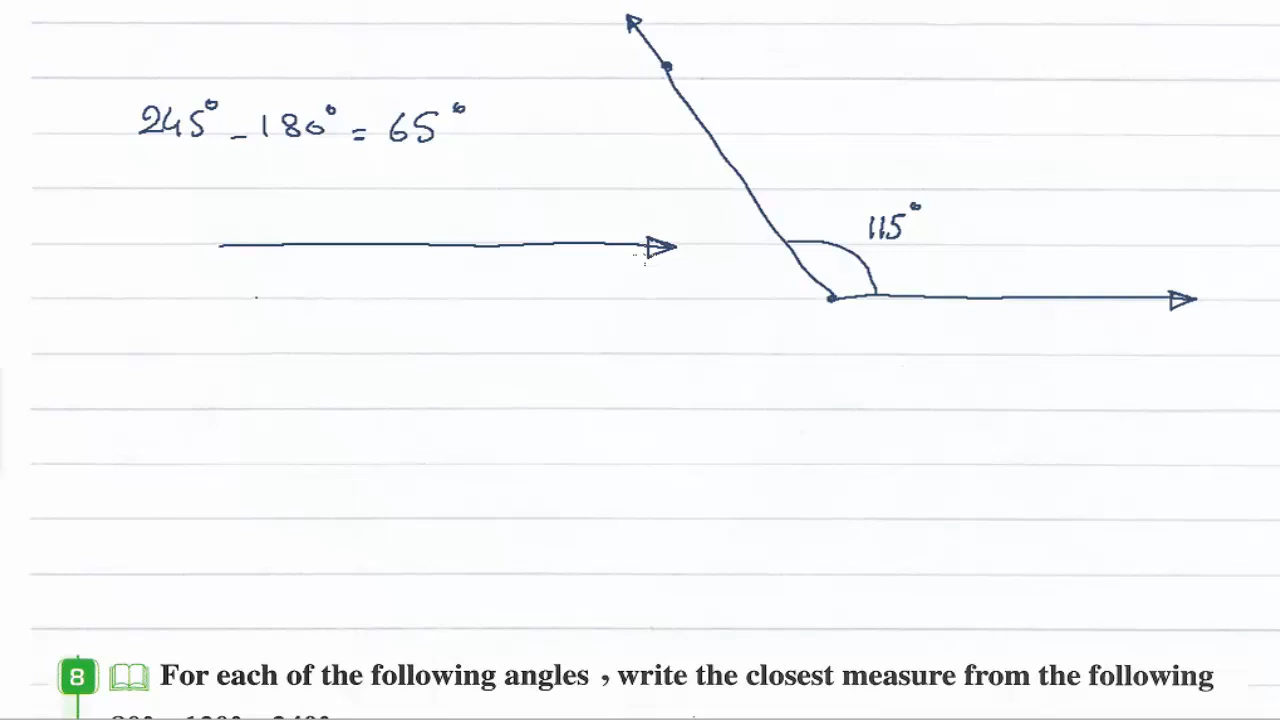 245° - 180° = 65°
115°
8 For each of the following angles , write the closest measure from the following